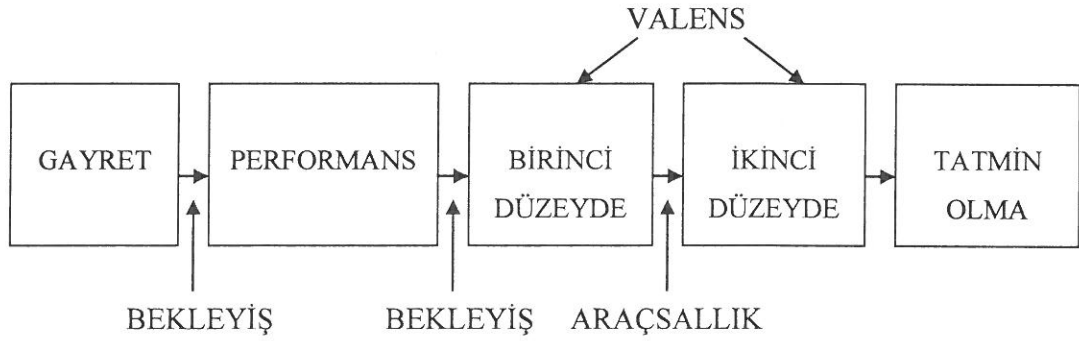 VALENS
GAYRET
PERFORMANS
BİRİNCİ
DÜZEYDE
İKİNCİ
DÜZEYDE
TATMİN
OLMA
BEKLEYİŞ
BEKLEYİŞ
ARAÇSALLIK